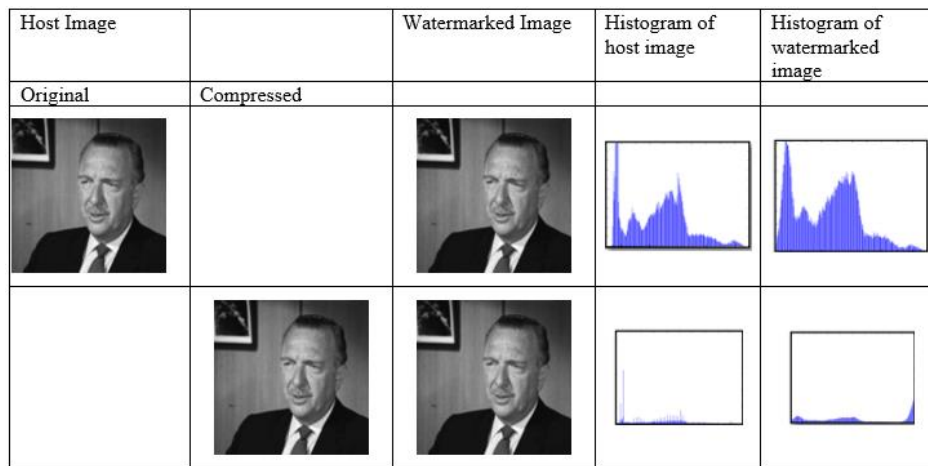 Host Image
Watermarked Image
Histogram of
host image
Histogram of
watermarked
image
Original
Compressed